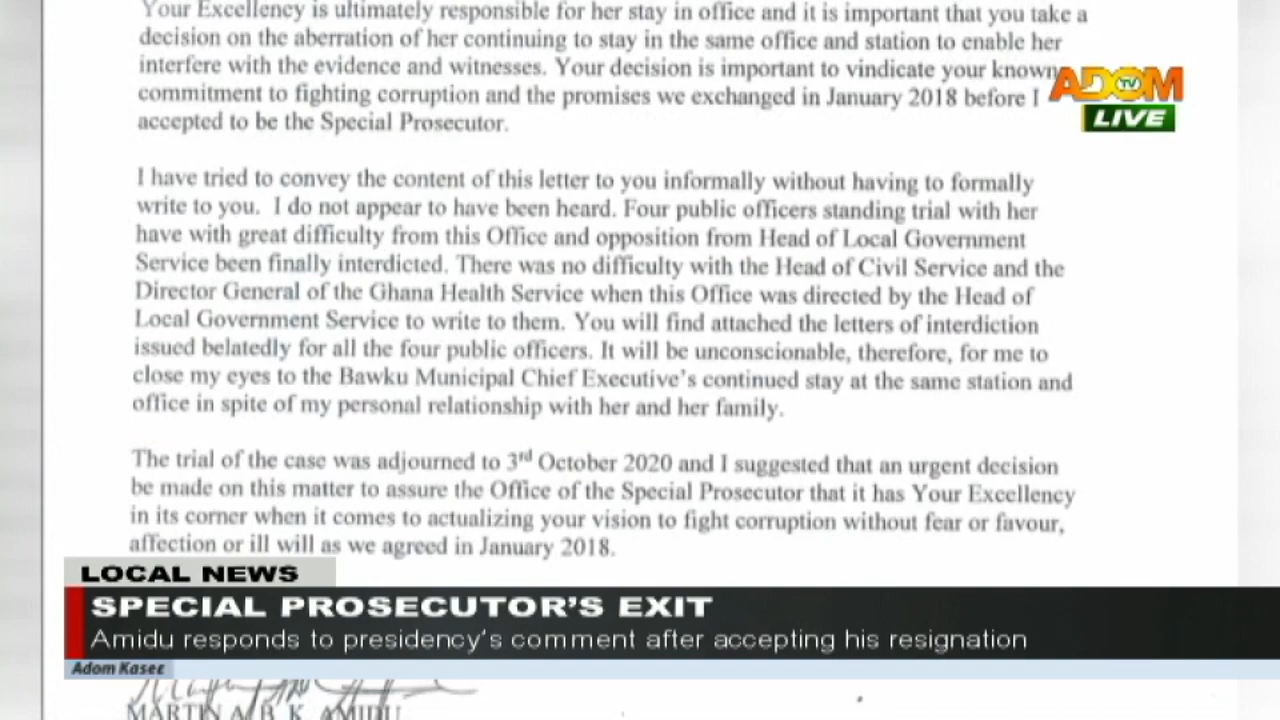 Your Excellency is ultimately responsible for her stay in office and it is important that you take a
decision on the aberration of her continuing to stay in the same office and station to enable her
interfere with the evidence and witnesses. Your decision is important to vindicate your known
commitment to fighting corruption and the promises we exchanged in January 2018 before I
accepted to be the Special Prosecutor.
ADOM TV
LIVE
I have tried to convey the content of this letter to you informally without having to formally
write to you. I do not appear to have been heard. Four public officers standing trial with her
have with great difficulty from this Office and opposition from Head of Local Government
Service been finally interdicted. There was no difficulty with the Head of Civil Service and the
Director General of the Ghana Health Service when this Office was directed by the Head of
Local Government Service to write to them. You will find attached the letters of interdiction
issued belatedly for all the four public officers. It will be unconscionable, therefore, for me to
close my eyes to the Bawku Municipal Chief Executive's continued stay at the same station and
office in spite of my personal relationship with her and her family.
The trial of the case was adjourned to 3rd October 2020 and I suggested that an urgent decision
be made on this matter to assure the Office of the Special Prosecutor that it has Your Excellency
in its corner when it comes to actualizing your vision to fight corruption without fear or favour,
affection or ill will as we agreed in January 2018.
LOCAL NEWS
SPECIAL PROSECUTOR'S EXIT
Amidu responds to presidency's comment after accepting his resignation
Adom Kasee
MARTIN A. B. K. AMIDU